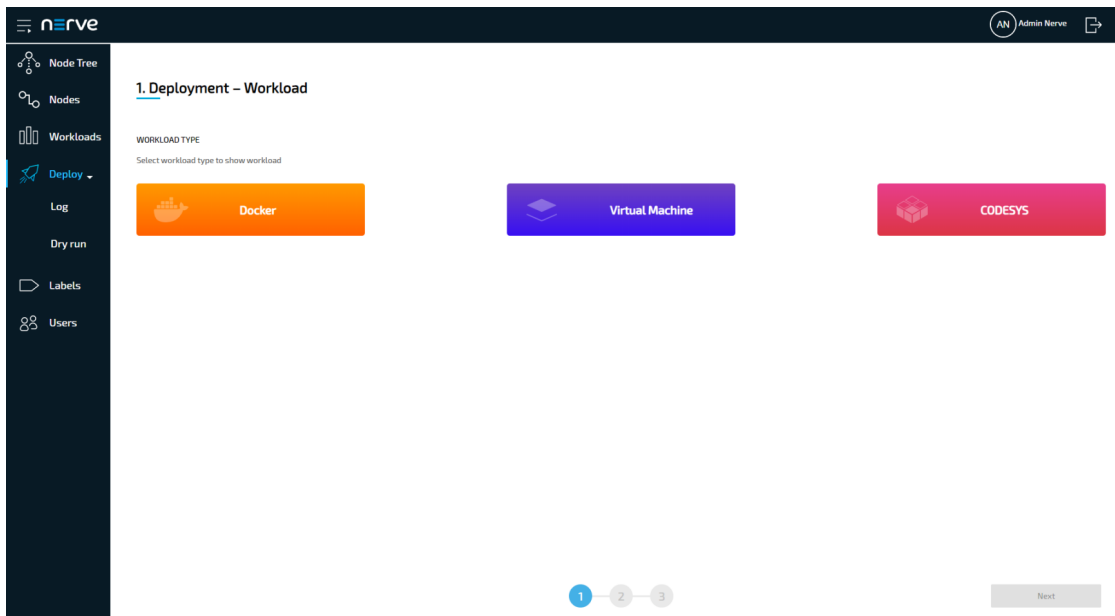 nerve
AN Admin Nerve
Node Tree
Nodes
Workloads
Deploy
Log
Dry run
Labels
Users
1. Deployment – Workload
WORKLOAD TYPE
Select workload type to show workload
Docker
Virtual Machine
CODESYS
1 2 3
Next